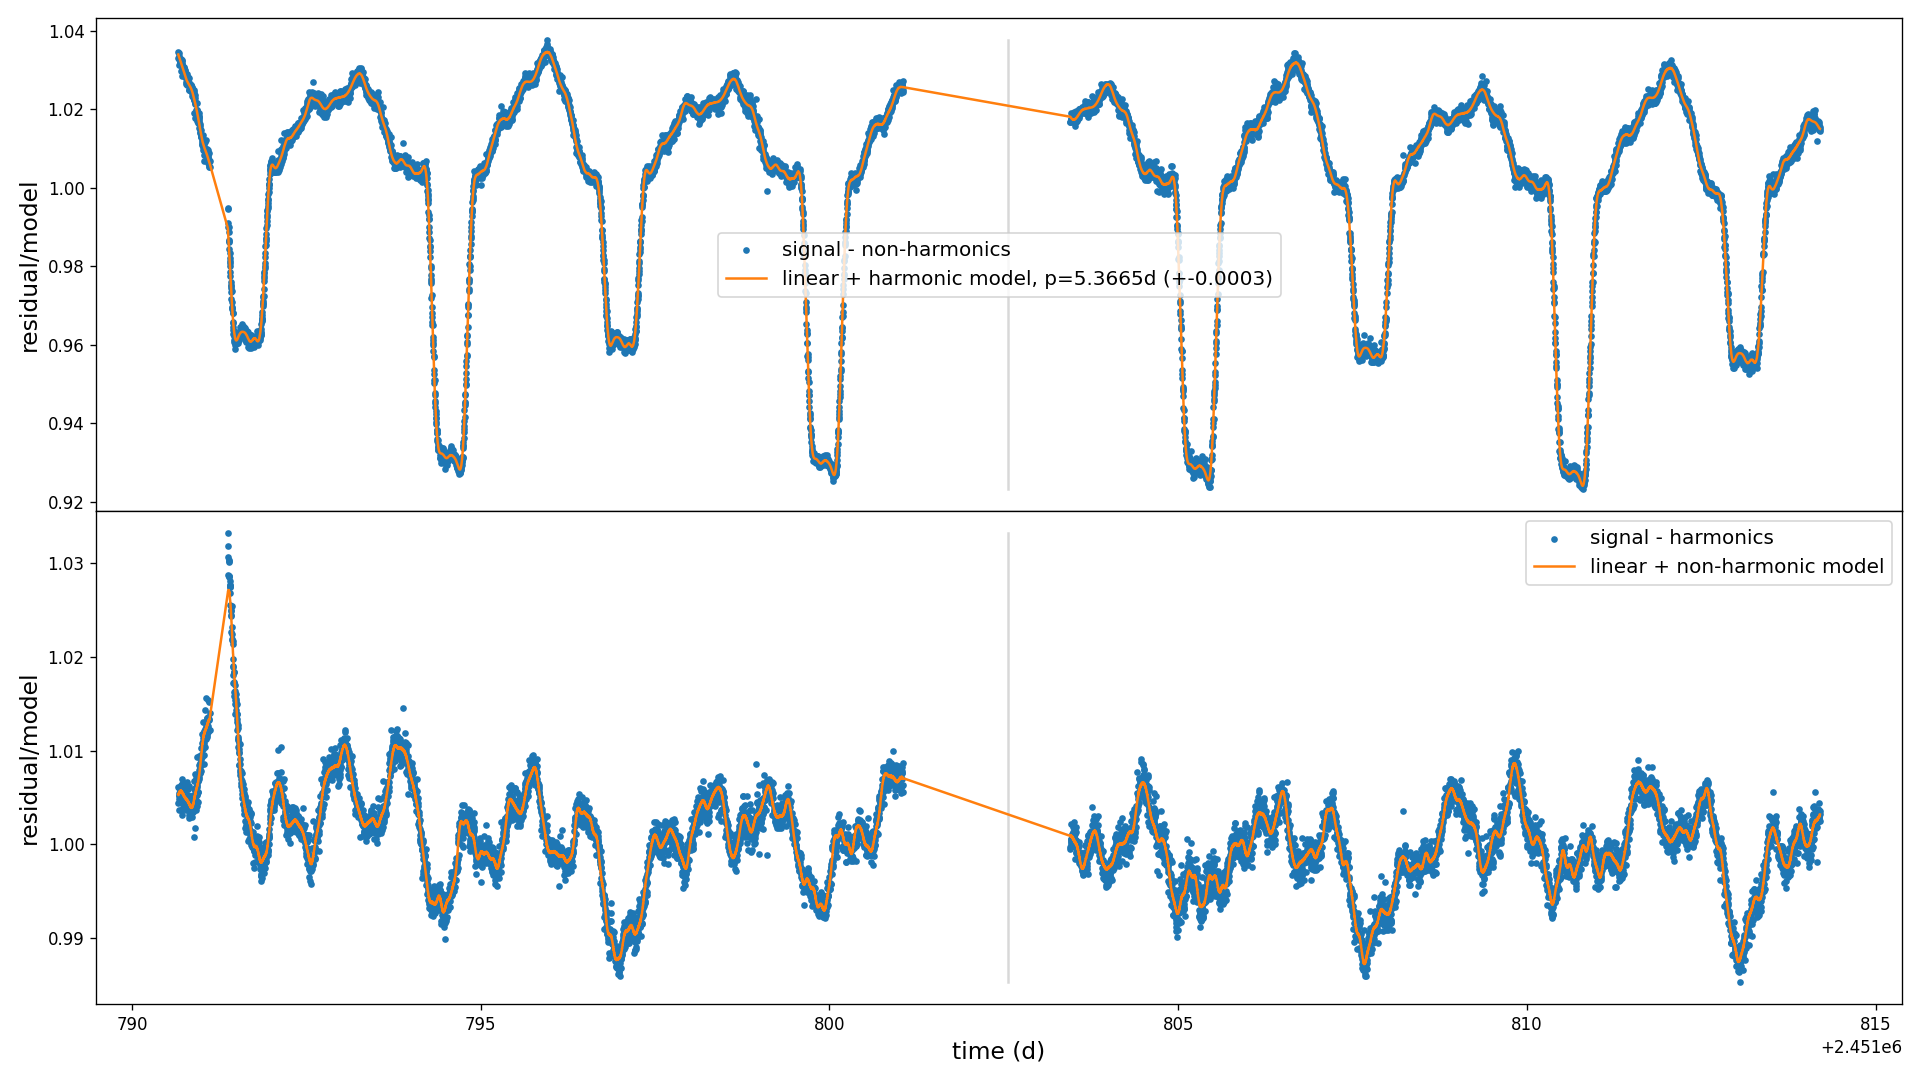 1.04
1.02
1.00
0.98
0.96
0.94
0.92
residual/model
signal - non-harmonics
linear + harmonic model, p=5.3665d (+-0.0003)
1.03
1.02
1.01
1.00
0.99
residual/model
signal - harmonics
linear + non-harmonic model
790
795
800
805
810
815
+2.451e6
time (d)